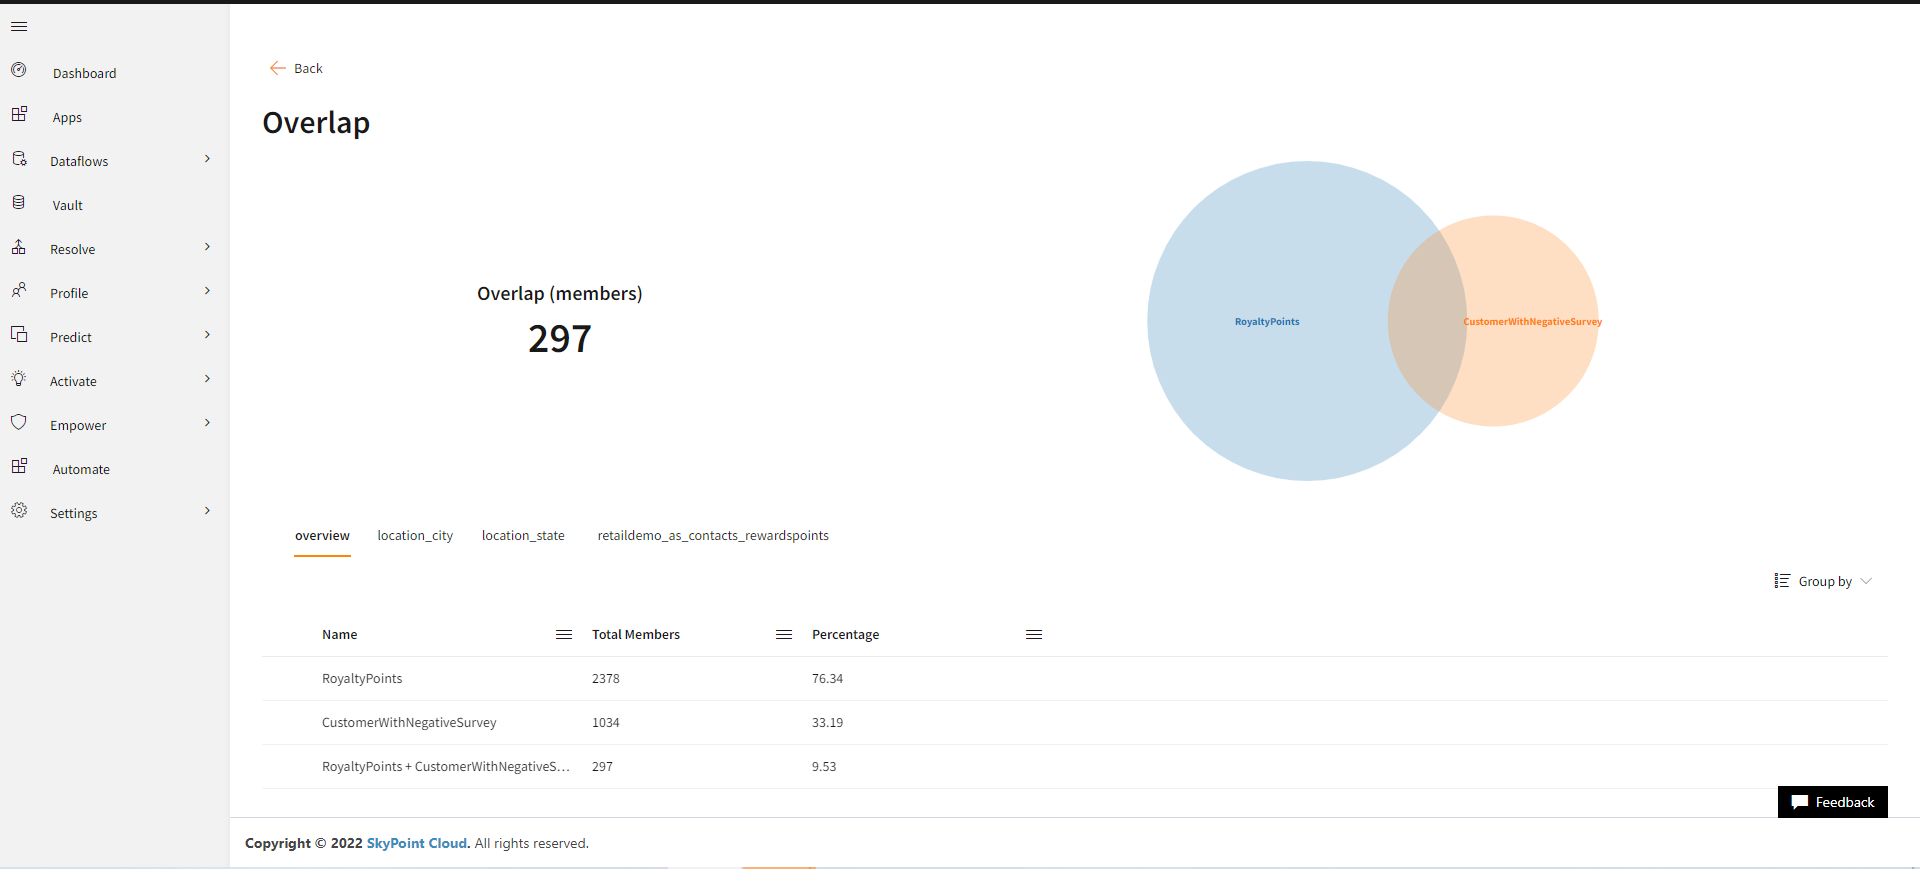 Dashboard
Apps
Dataflows
Vault
Resolve
Profile
Predict
Activate
Empower
Automate
Settings
Back
Overlap
Overlap (members)
297
RoyaltyPoints
CustomerWithNegativeSurvey
overview location_city location_state retaildemo_as_contacts_rewardspoints
Group by
Name Total Members Percentage
RoyaltyPoints 2378 76.34
CustomerWithNegativeSurvey 1034 33.19
RoyaltyPoints + CustomerWithNegativeS... 297 9.53
Feedback
Copyright © 2022 SkyPoint Cloud. All rights reserved.